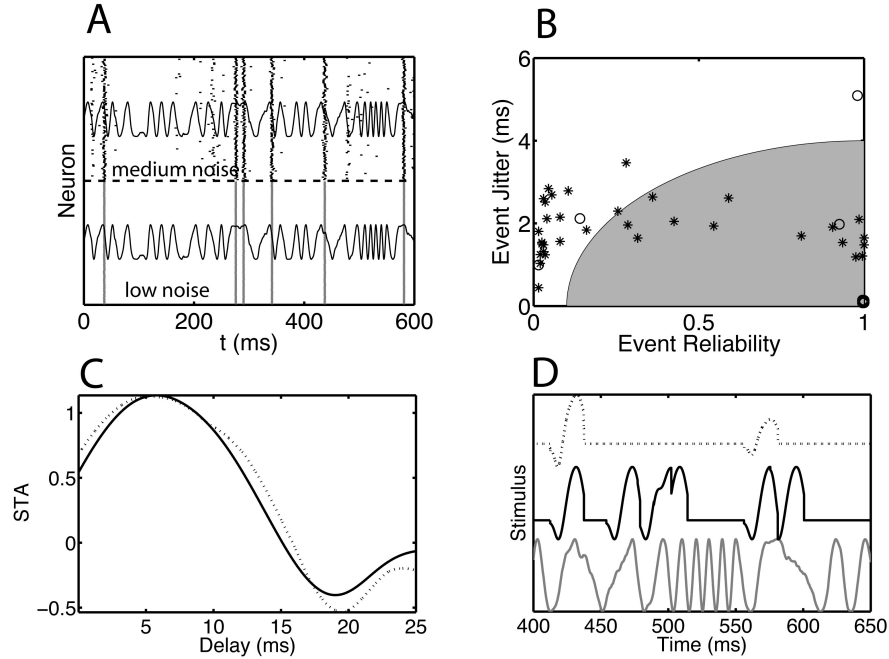 A
Neuron
medium noise
low noise
0
200
400
600
t (ms)
B
6
4
2
0
Event Jitter (ms)
0
0.5
1
Event Reliability
C
1
0.5
0
−0.5
STA
5
10
15
20
25
Delay (ms)
D
Stimulus
400
450
500
550
600
650
Time (ms)